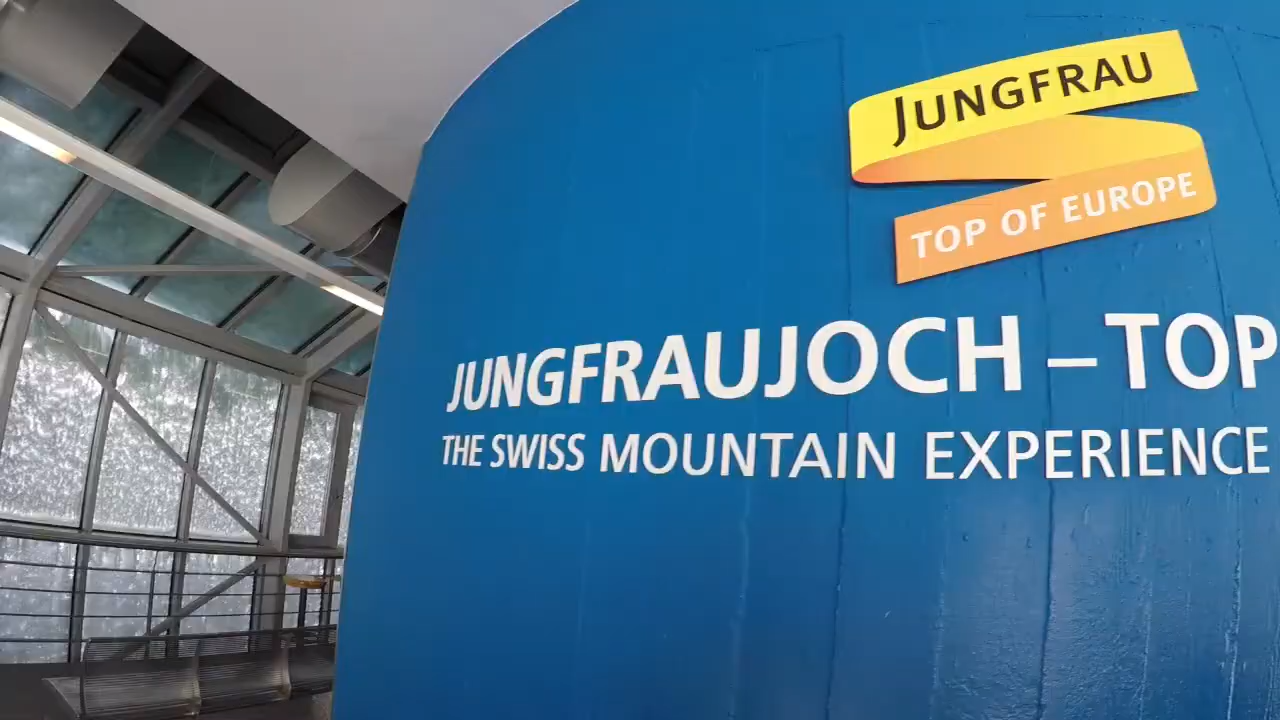 JUNGFRAU
TOP OF EUROPE
JUNGFRAUJOCH – TOP
THE SWISS MOUNTAIN EXPERIENCE